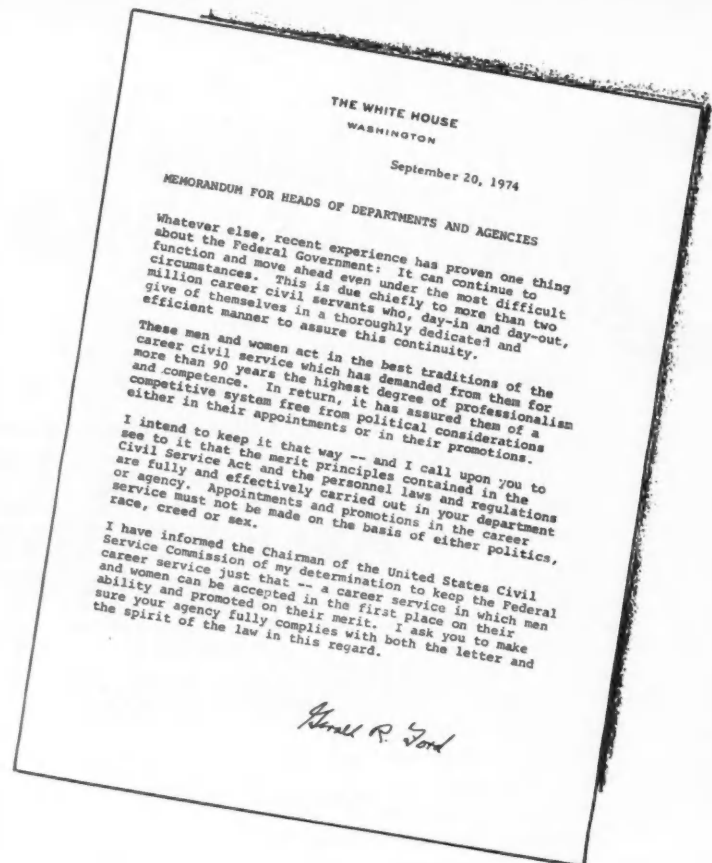 THE WHITE HOUSE
WASHINGTON
September 20, 1974
MEMORANDUM FOR HEADS OF DEPARTMENTS AND AGENCIES
Whatever else, recent experience has proven one thing
about the Federal Government: It can continue to
function and move ahead even under the most difficult
circumstances. This is due chiefly to more than two
million career civil servants who, day-in and day-out,
give of themselves in a thoroughly dedicated and
efficient manner to assure this continuity.
These men and women act in the best traditions of the
career civil service which has demanded from them for
more than 90 years the highest degree of professionalism
and competence. In return, it has assured them of a
competitive system free from political considerations
either in their appointments or in their promotions.
I intend to keep it that way -- and I call upon you to
see to it that the merit principles contained in the
Civil Service Act and the personnel laws and regulations
are fully and effectively carried out in your department
or agency. Appointments and promotions in the career
service must not be made on the basis of either politics,
race, creed or sex.
I have informed the Chairman of the United States Civil
Service Commission of my determination to keep the Federal
career service just that -- a career service in which men
and women can be accepted in the first place on their
ability and promoted on their merit. I ask you to make
sure your agency fully complies with both the letter and
the spirit of the law in this regard.
Gerald R. Ford